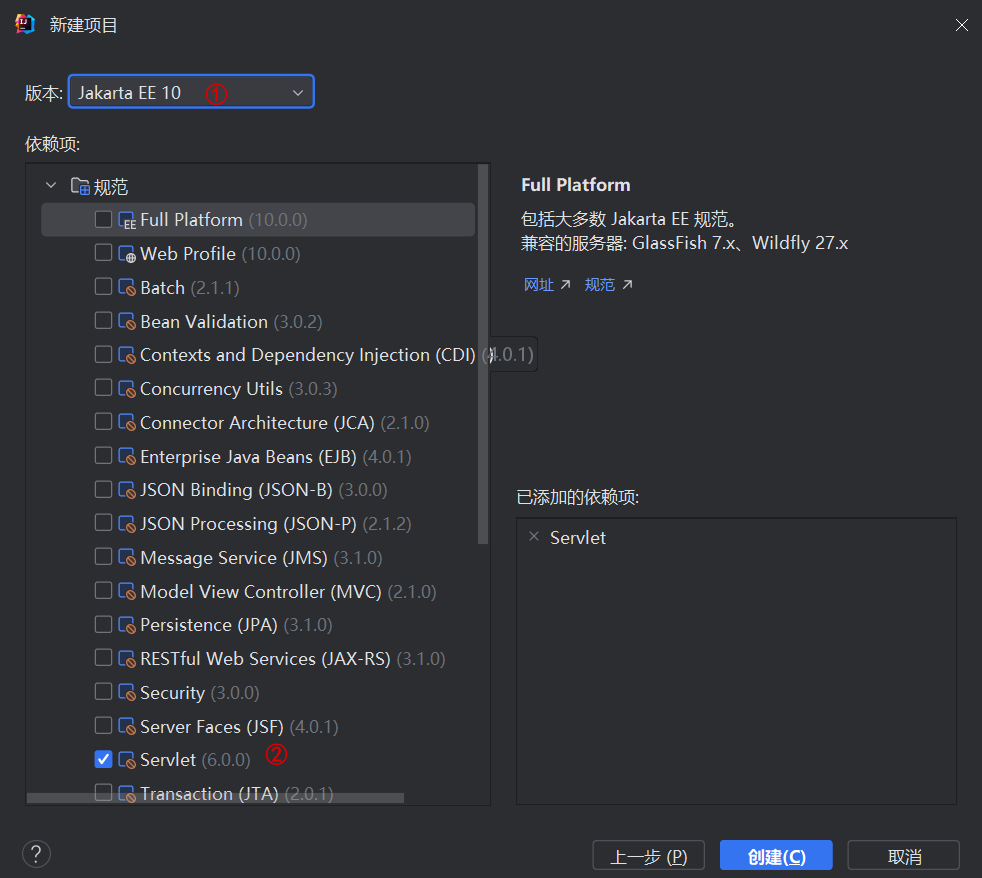 新建项目
版本: Jakarta EE 10 ①
依赖项:
规范
Full Platform (10.0.0)
Web Profile (10.0.0)
Batch (2.1.1)
Bean Validation (3.0.2)
Contexts and Dependency Injection (CDI) (4.0.1)
Concurrency Utils (3.0.3)
Connector Architecture (JCA) (2.1.0)
Enterprise Java Beans (EJB) (4.0.1)
JSON Binding (JSON-B) (3.0.0)
JSON Processing (JSON-P) (2.1.2)
Message Service (JMS) (3.1.0)
Model View Controller (MVC) (2.1.0)
Persistence (JPA) (3.1.0)
RESTful Web Services (JAX-RS) (3.1.0)
Security (3.0.0)
Server Faces (JSF) (4.0.1)
Servlet (6.0.0) ②
Transaction (JTA) (2.0.1)
Full Platform
包括大多数 Jakarta EE 规范。
兼容的服务器: GlassFish 7.x、Wildfly 27.x
网址 ↗ 规范 ↗
已添加的依赖项:
× Servlet
? 上一步 (P) 创建(C) 取消